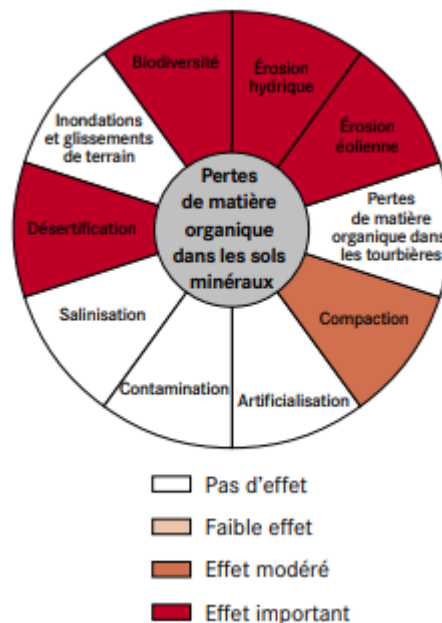 Biodiversité
Érosion
hydrique
Érosion
éolienne
Inondations
et glissements
de terrain
Pertes
de matière
organique
dans les sols
minéraux
Pertes
de matière
organique dans
les tourbières
Désertification
Compaction
Salinisation
Contamination
Artificialisation
Pas d'effet
Faible effet
Effet modéré
Effet important